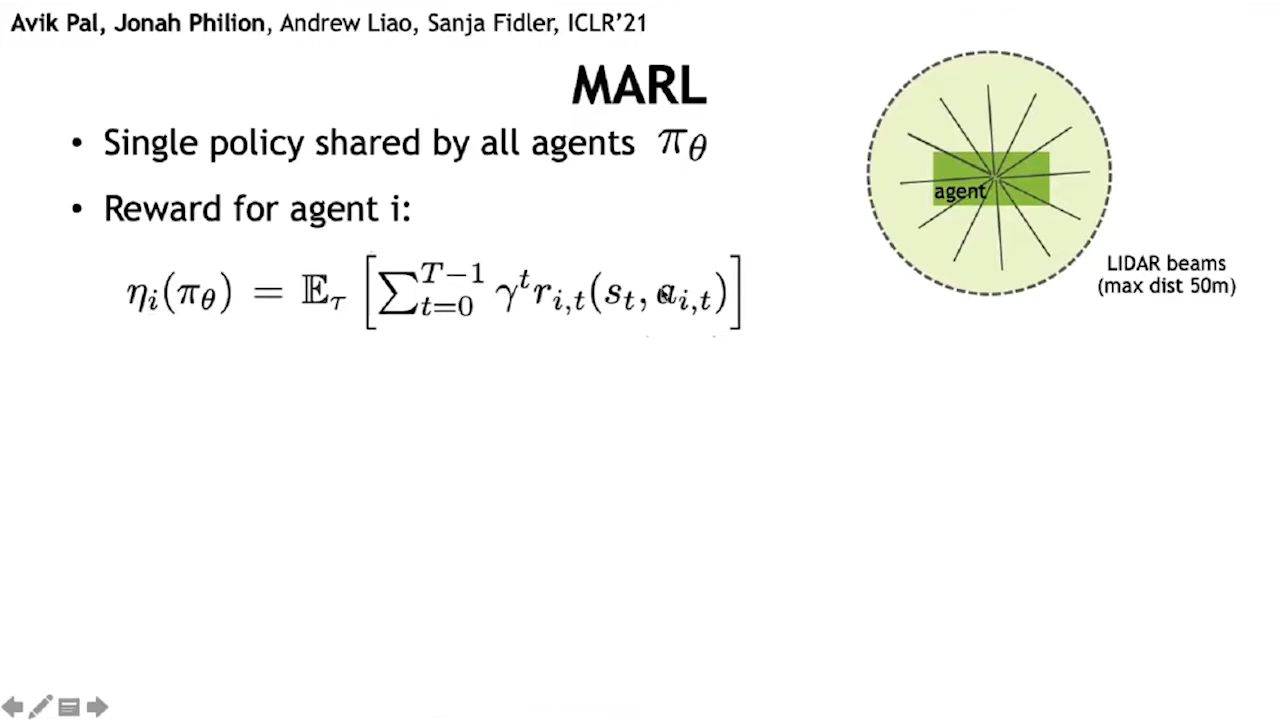 Avik Pal, Jonah Philion, Andrew Liao, Sanja Fidler, ICLR’21
MARL
• Single policy shared by all agents π_θ
• Reward for agent i:
η_i(π_θ) = 𝔼_τ [∑_{t=0}^{T−1} γ^t r_{i,t}(s_t, a_{i,t})]
agent
LIDAR beams
(max dist 50m)